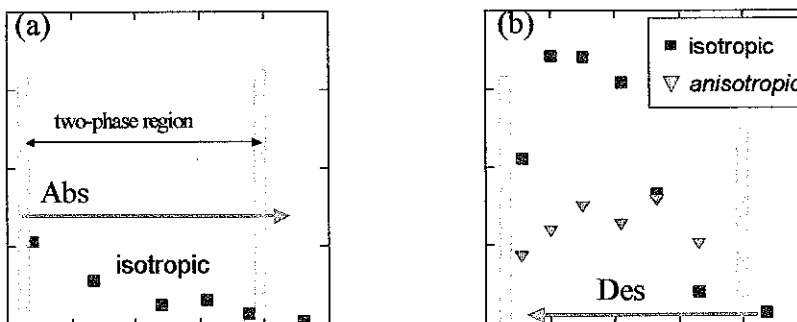 (a)
two-phase region
Abs
isotropic
(b)
isotropic
anisotropic
Des